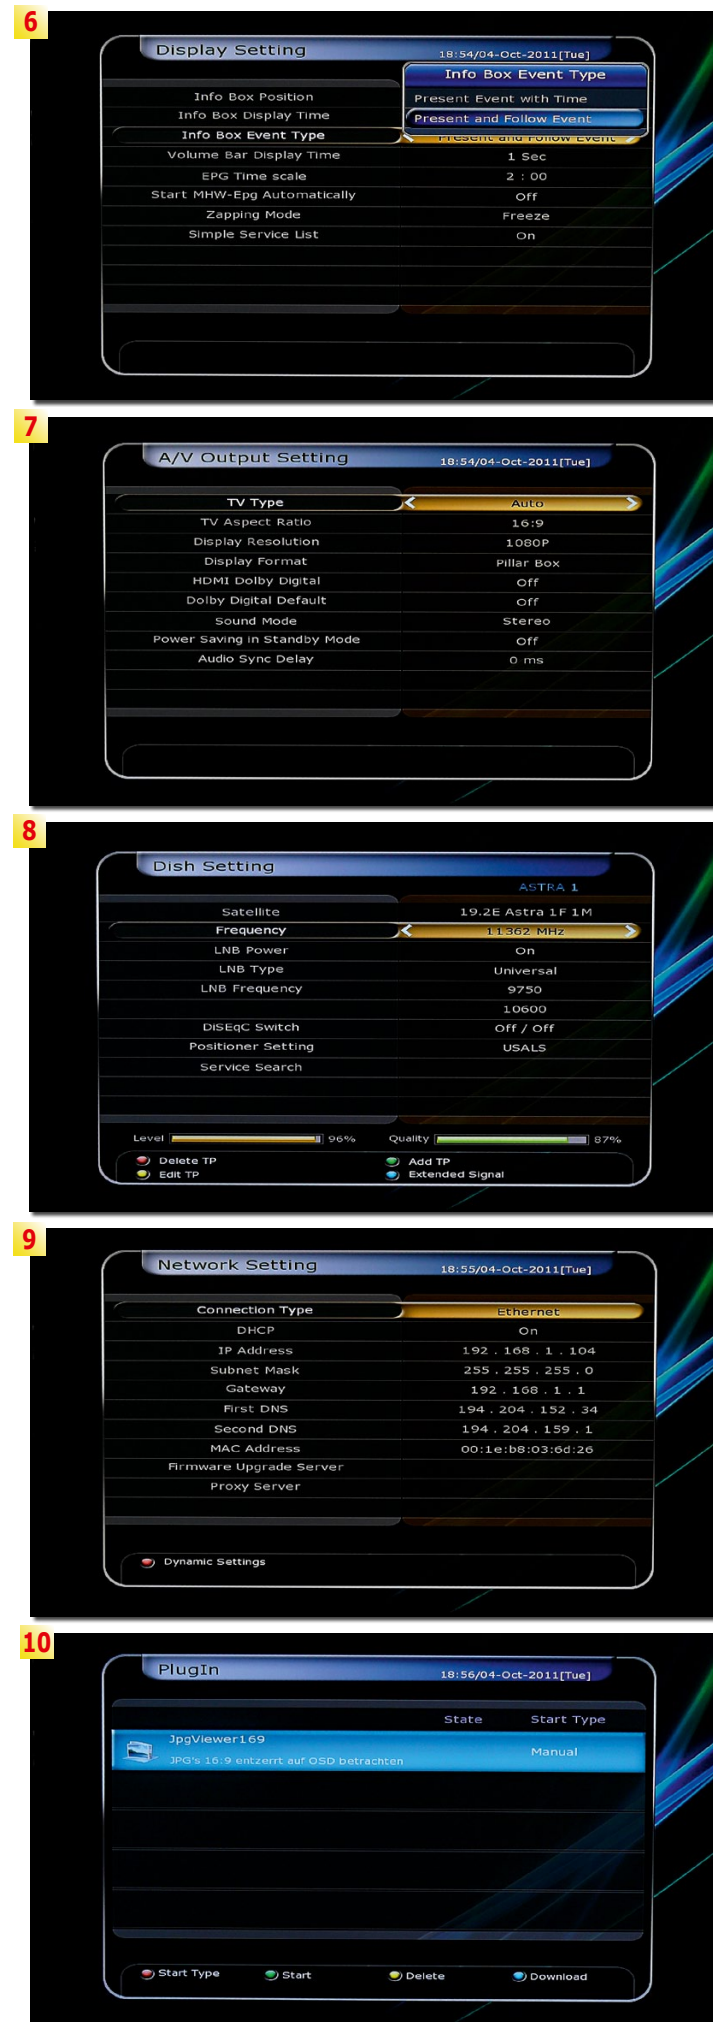 6
Display Setting 18:54/04-Oct-2011[Tue]
Info Box Event Type
Info Box Position Present Event with Time
Info Box Display Time Present and Follow Event
Info Box Event Type Present and Follow Event
Volume Bar Display Time 1 Sec
EPG Time scale 2 : 00
Start MHW-Epg Automatically Off
Zapping Mode Freeze
Simple Service List On
7
A/V Output Setting 18:54/04-Oct-2011[Tue]
TV Type Auto
TV Aspect Ratio 16:9
Display Resolution 1080P
Display Format Pillar Box
HDMI Dolby Digital Off
Dolby Digital Default Off
Sound Mode Stereo
Power Saving in Standby Mode Off
Audio Sync Delay 0 ms
8
Dish Setting
ASTRA 1
Satellite 19.2E Astra 1F 1M
Frequency 11362 MHz
LNB Power On
LNB Type Universal
LNB Frequency 9750
10600
DiSEqC Switch Off / Off
Positioner Setting USALS
Service Search
Level 96% Quality 87%
Delete TP Add TP
Edit TP Extended Signal
9
Network Setting 18:55/04-Oct-2011[Tue]
Connection Type Ethernet
DHCP On
IP Address 192 . 168 . 1 . 104
Subnet Mask 255 . 255 . 255 . 0
Gateway 192 . 168 . 1 . 1
First DNS 194 . 204 . 152 . 34
Second DNS 194 . 204 . 159 . 1
MAC Address 00:1e:b8:03:6d:26
Firmware Upgrade Server
Proxy Server
Dynamic Settings
10
PlugIn 18:56/04-Oct-2011[Tue]
State Start Type
JpgViewer169
Manual
JPG's 16:9 entzerrt auf OSD betrachten
Start Type Start Delete Download